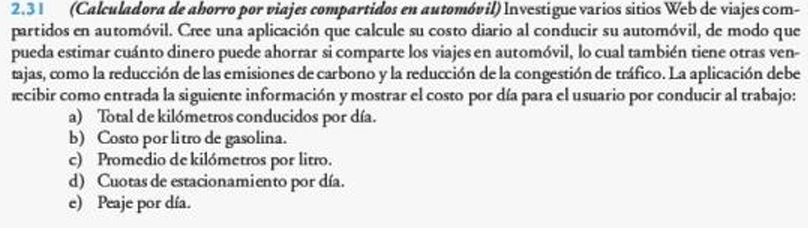 2.31 (Calculadora de ahorro por viajes compartidos en automóvil) Investigue varios sitios Web de viajes com-
partidos en automóvil. Cree una aplicación que calcule su costo diario al conducir su automóvil, de modo que
pueda estimar cuánto dinero puede ahorrar si comparte los viajes en automóvil, lo cual también tiene otras ven-
tajas, como la reducción de las emisiones de carbono y la reducción de la congestión de tráfico. La aplicación debe
recibir como entrada la siguiente información y mostrar el costo por día para el usuario por conducir al trabajo:
a) Total de kilómetros conducidos por día.
b) Costo por litro de gasolina.
c) Promedio de kilómetros por litro.
d) Cuotas de estacionamiento por día.
e) Peaje por día.